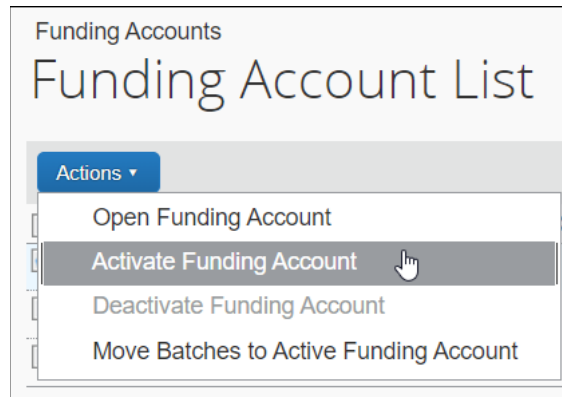 Funding Accounts
Funding Account List
Actions
Open Funding Account
Activate Funding Account
Deactivate Funding Account
Move Batches to Active Funding Account